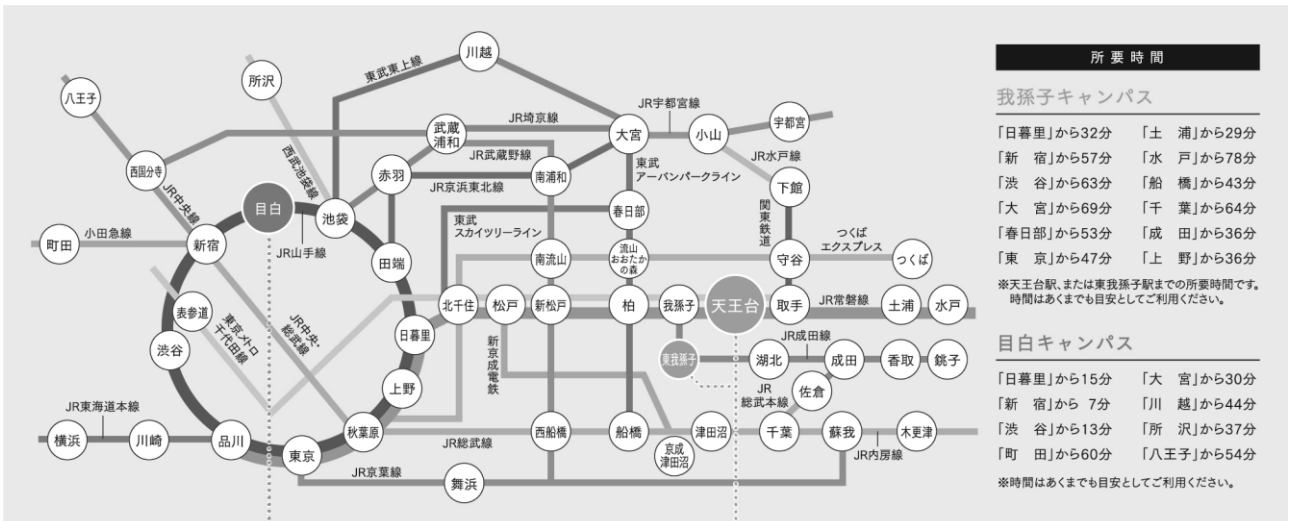 川越
所沢
東武東上線
八王子
JR宇都宮線
宇都宮
武蔵
浦和
JR埼京線
大宮
小山
西国分寺
西武池袋線
JR武蔵野線
JR水戸線
赤羽
JR京浜東北線
南浦和
東武
アーバンパークライン
下館
JR中央線
目白
池袋
東武
スカイツリーライン
春日部
関東鉄道
つくば
エクスプレス
町田
小田急線
新宿
JR山手線
田端
南流山
流山
おおたか
の森
守谷
つくば
表参道
東京メトロ
千代田線
JR中央・
総武線
北千住
松戸
新松戸
柏
我孫子
天王台
取手
JR常磐線
土浦
水戸
日暮里
渋谷
新京成電鉄
東我孫子
JR成田線
湖北
成田
香取
銚子
上野
JR
総武本線
佐倉
JR東海道本線
横浜
川崎
品川
東京
秋葉原
JR総武線
西船橋
船橋
京成
津田沼
津田沼
千葉
蘇我
木更津
JR内房線
JR京葉線
舞浜
所要時間
我孫子キャンパス
「日暮里」から32分 「土　浦」から29分
「新　宿」から57分 「水　戸」から78分
「渋　谷」から63分 「船　橋」から43分
「大　宮」から69分 「千　葉」から64分
「春日部」から53分 「成　田」から36分
「東　京」から47分 「上　野」から36分
※天王台駅、または東我孫子駅までの所要時間です。
時間はあくまでも目安としてご利用ください。
目白キャンパス
「日暮里」から15分 「大　宮」から30分
「新　宿」から 7分 「川　越」から44分
「渋　谷」から13分 「所　沢」から37分
「町　田」から60分 「八王子」から54分
※時間はあくまでも目安としてご利用ください。